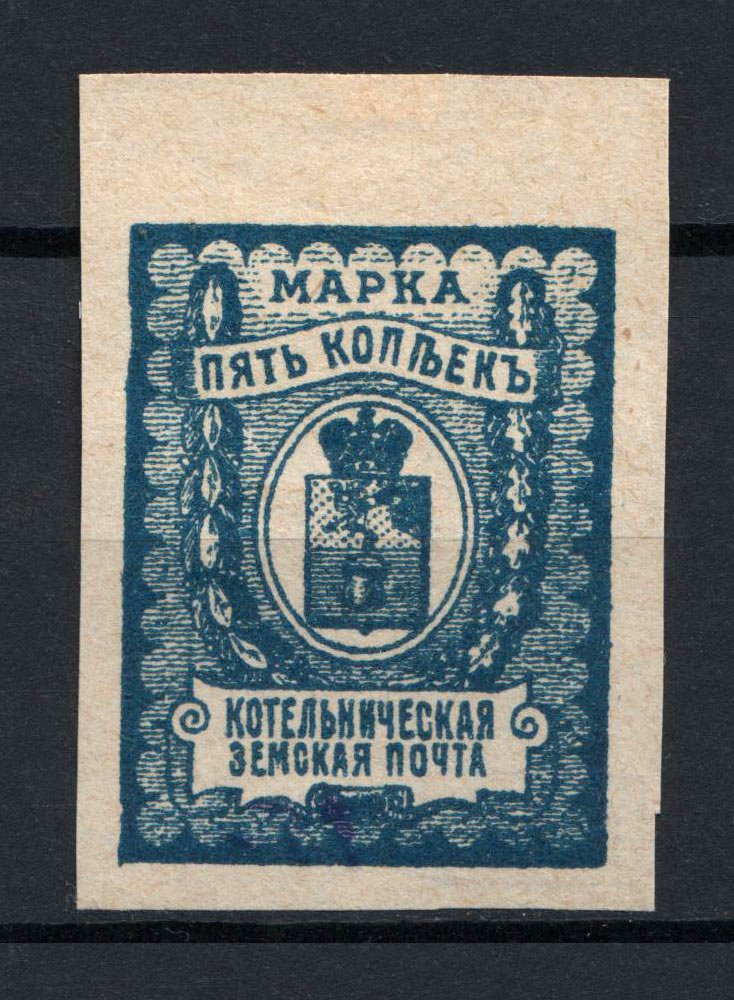 МАРКА
ПЯТЬ КОПѢЕКЪ
КОТЕЛЬНИЧЕСКАЯ
ЗЕМСКАЯ ПОЧТА